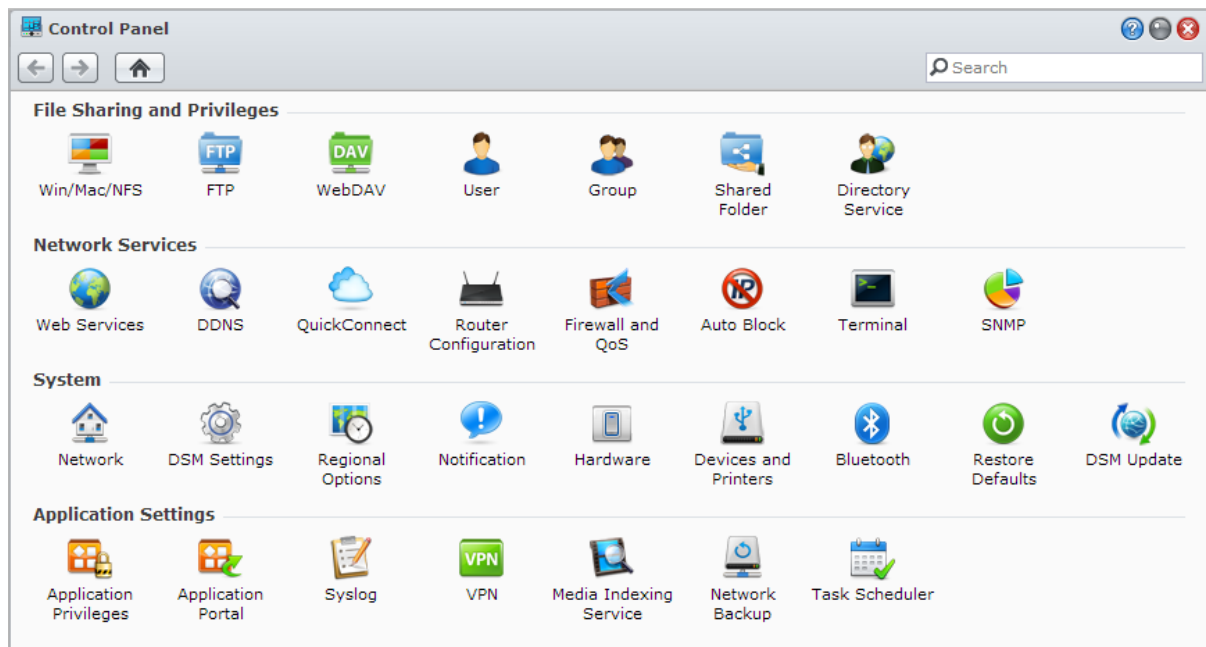 Control Panel
Search
File Sharing and Privileges
FTP
DAV
Win/Mac/NFS
FTP
WebDAV
User
Group
Shared
Folder
Directory
Service
Network Services
IP
Web Services
DDNS
QuickConnect
Router
Configuration
Firewall and
QoS
Auto Block
Terminal
SNMP
System
Network
DSM Settings
Regional
Options
Notification
Hardware
Devices and
Printers
Bluetooth
Restore
Defaults
DSM Update
Application Settings
VPN
Application
Privileges
Application
Portal
Syslog
VPN
Media Indexing
Service
Network
Backup
Task Scheduler